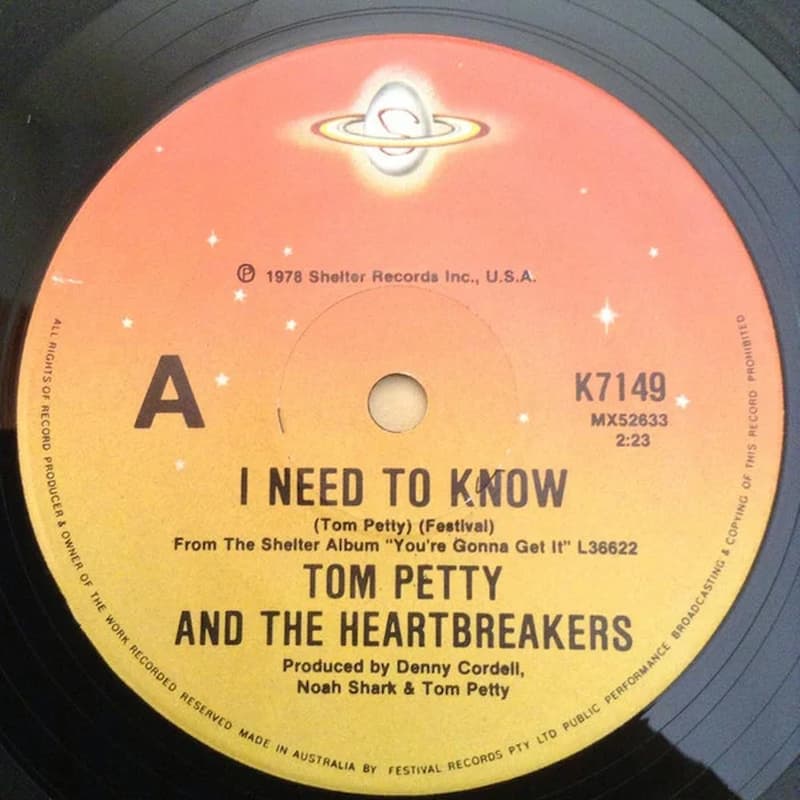 S
℗ 1978 Shelter Records Inc., U.S.A.
A
K7149
MX52633
2:23
I NEED TO KNOW
(Tom Petty) (Festival)
From The Shelter Album "You're Gonna Get It" L36622
TOM PETTY
AND THE HEARTBREAKERS
Produced by Denny Cordell,
Noah Shark & Tom Petty
ALL RIGHTS OF RECORD PRODUCER & OWNER OF THE WORK RECORDED RESERVED MADE IN AUSTRALIA BY FESTIVAL RECORDS PTY LTD PUBLIC PERFORMANCE BROADCASTING & COPYING OF THIS RECORD PROHIBITED